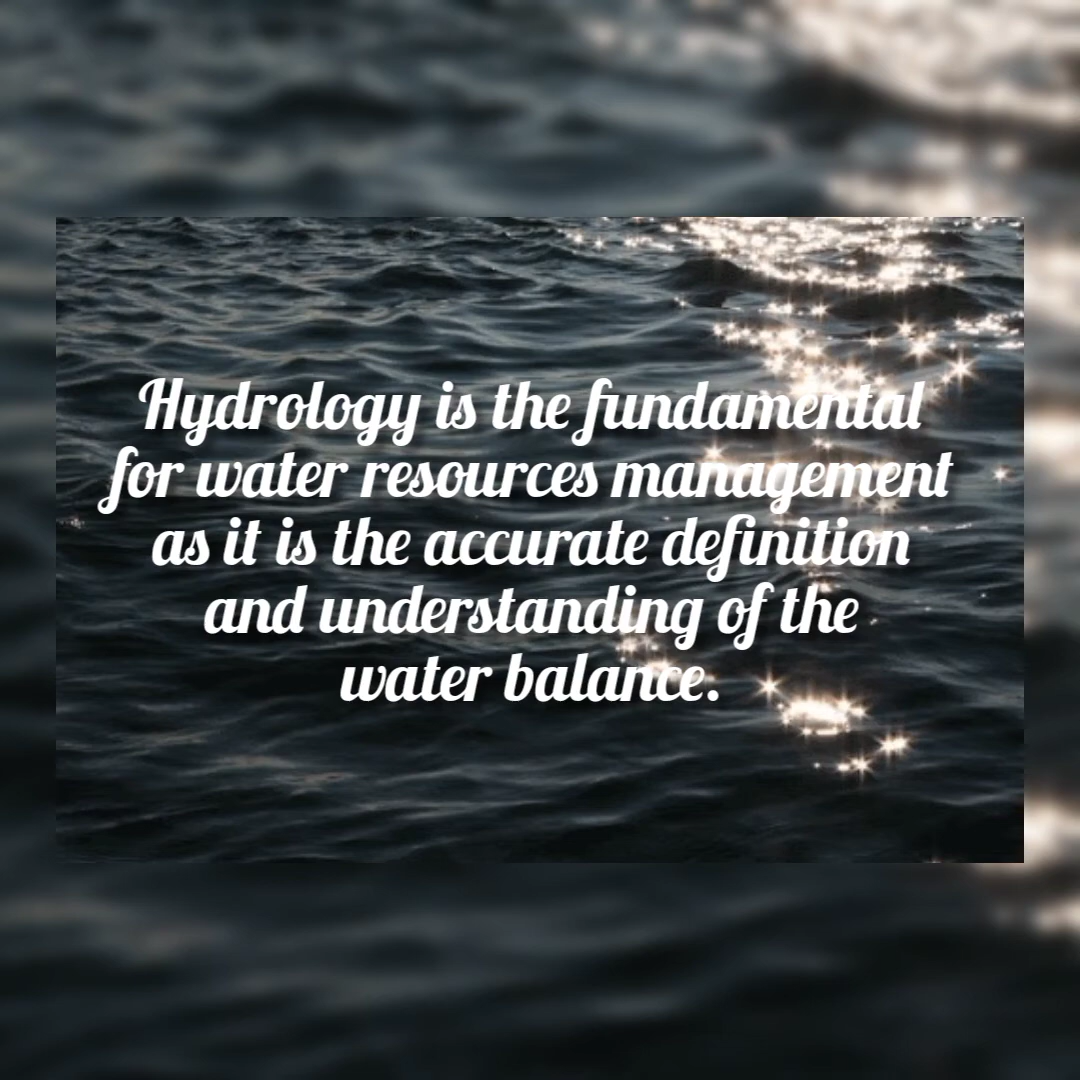 Hydrology is the fundamental
for water resources management
as it is the accurate definition
and understanding of the
water balance.